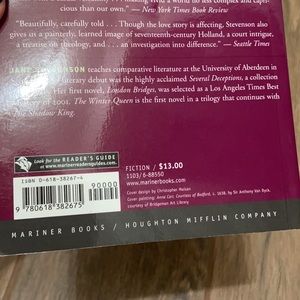 cious than that." — New York Times Book Review
"Beautifully, carefully told . . . Though the love story is affecting, Stevenson also
gives us a painterly, learned image of seventeenth-century Holland, a court intrigue,
a treatise on theology, and . . . an investigation into difference." — Seattle Times
teaches comparative literature at the University of Aberdeen in
literary debut was the highly acclaimed Several Deceptions, a collection
Her first novel, London Bridges, was selected as a Los Angeles Times Best
of 2001. The Winter Queen is the first novel in a trilogy that continues with
The Shadow King.
Look for the READER'S GUIDE at
www.marinerreadersguides.com.
ISBN 0-618-38267-4
90000
9 780618 382675
FICTION / $13.00
1103/6-88550
www.marinerbooks.com
Cover design by Christopher Moisan
Cover painting: Anne Carr, Countess of Bedford, c. 1638, by Sir Anthony Van Dyck.
Courtesy of Bridgeman Art Library
MARINER BOOKS / HOUGHTON MIFFLIN COMPANY